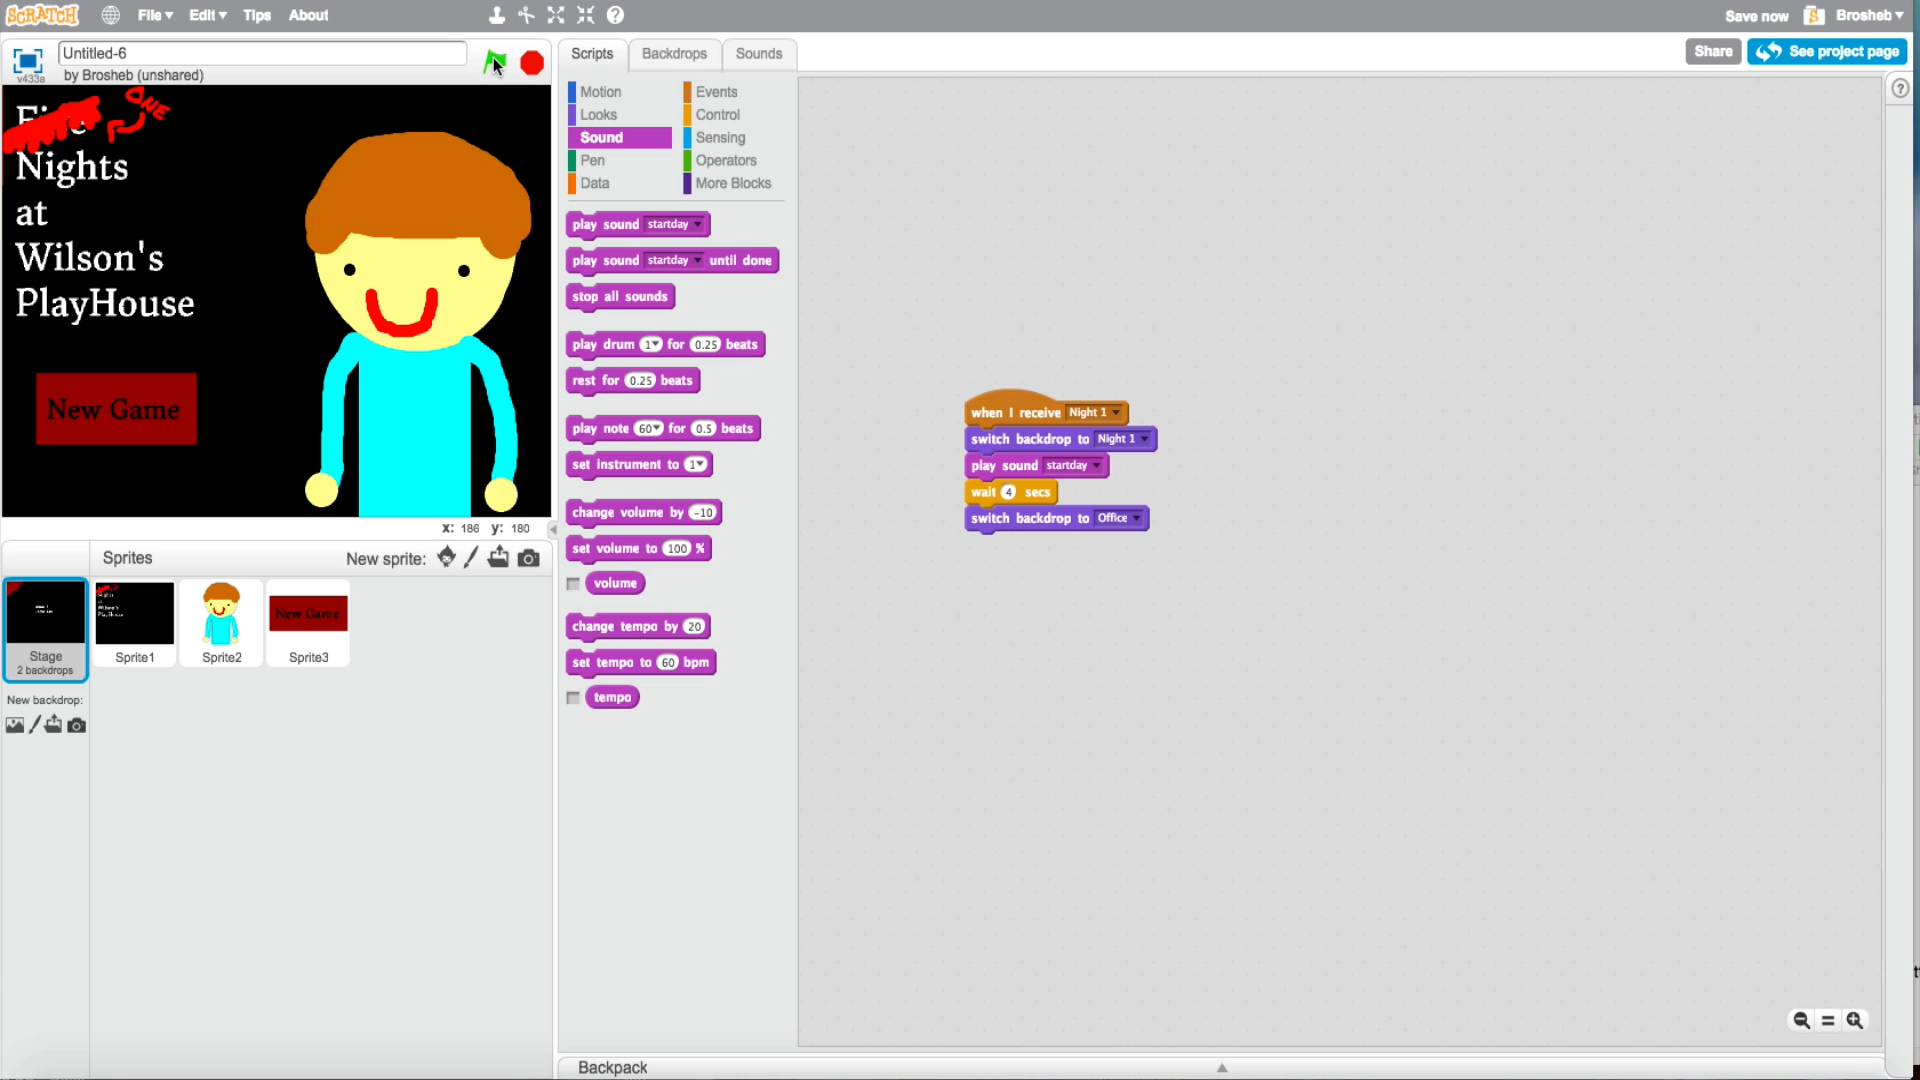 SCRATCH
File▾ Edit▾ Tips About
Save now
Brosheb▾
v433a
Untitled-6
by Brosheb (unshared)
ONE
Nights
at
Wilson's
PlayHouse
New Game
x: 186 y: 180
Sprites
New sprite:
Stage
2 backdrops
New Game
Sprite1
Sprite2
Sprite3
New backdrop:
Scripts
Backdrops
Sounds
Share
See project page
Motion
Looks
Sound
Pen
Data
Events
Control
Sensing
Operators
More Blocks
play sound startday
play sound startday until done
stop all sounds
play drum 1 for 0.25 beats
rest for 0.25 beats
play note 60 for 0.5 beats
set instrument to 1
change volume by -10
set volume to 100 %
volume
change tempo by 20
set tempo to 60 bpm
tempo
when I receive Night 1
switch backdrop to Night 1
play sound startday
wait 4 secs
switch backdrop to Office
Backpack